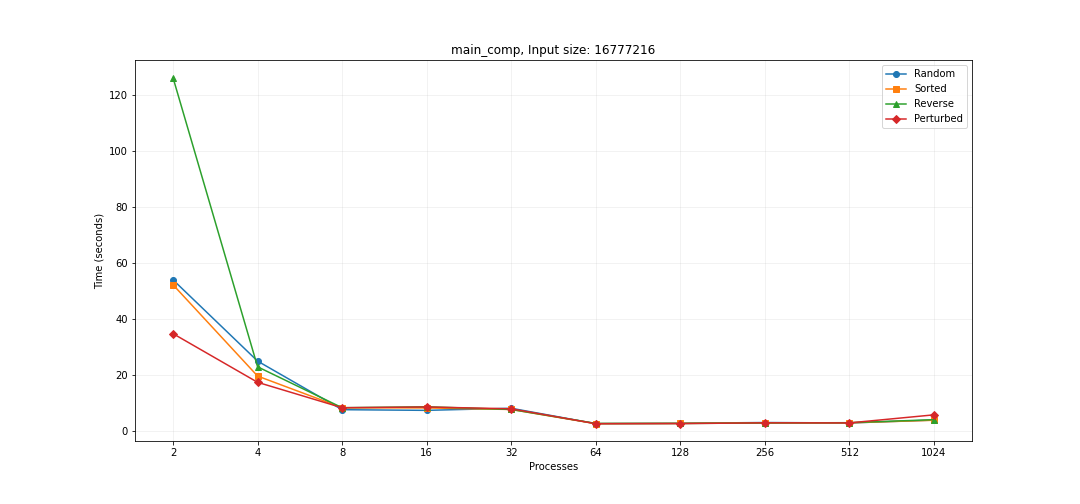 main_comp, Input size: 16777216
Random
Sorted
Reverse
Perturbed
Time (seconds)
120
100
80
60
40
20
0
2 4 8 16 32 64 128 256 512 1024
Processes